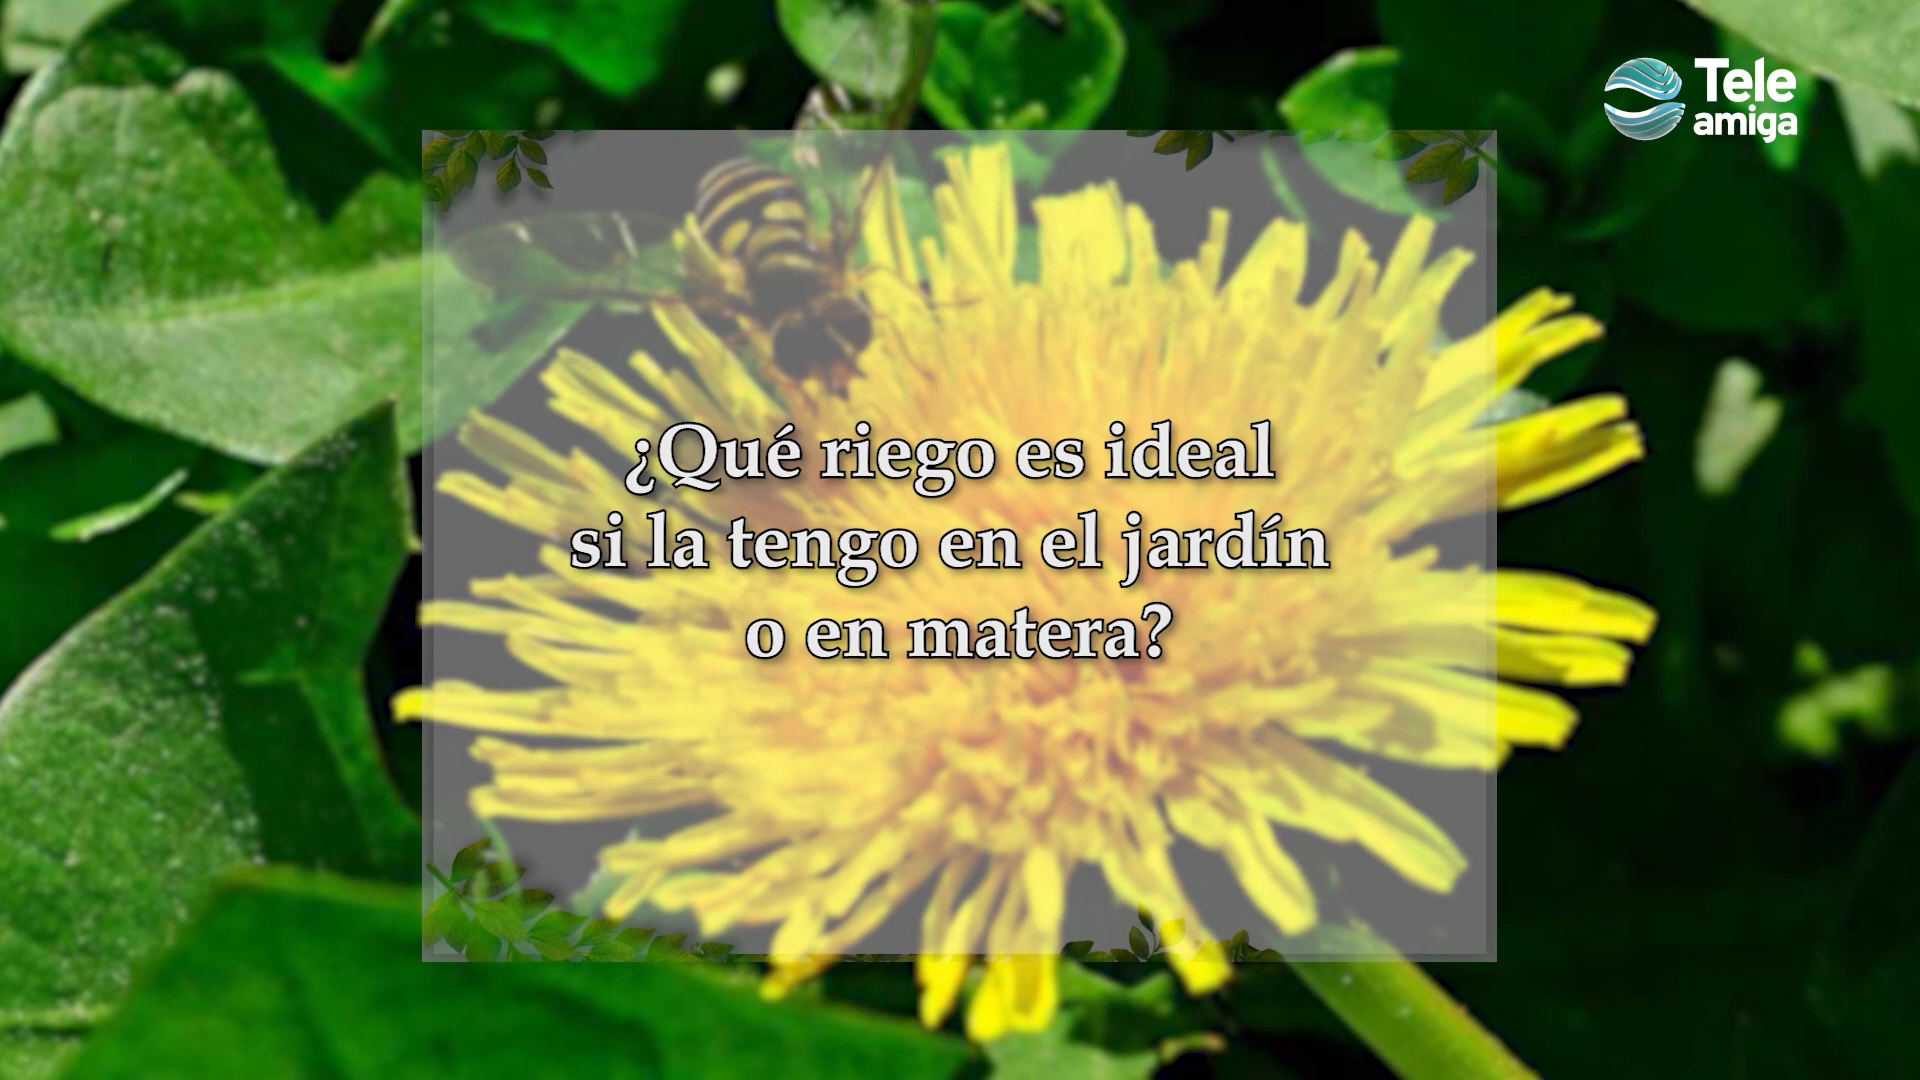 Tele
amiga
¿Qué riego es ideal
si la tengo en el jardín
o en matera?